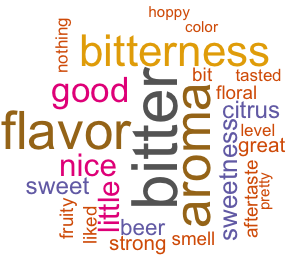 hoppy
color
nothing
bitterness
good
bit
tasted
floral
flavor
bitter
aroma
citrus
level
great
nice
sweetness
sweet
little
aftertaste
pretty
fruity
liked
beer
strong
smell